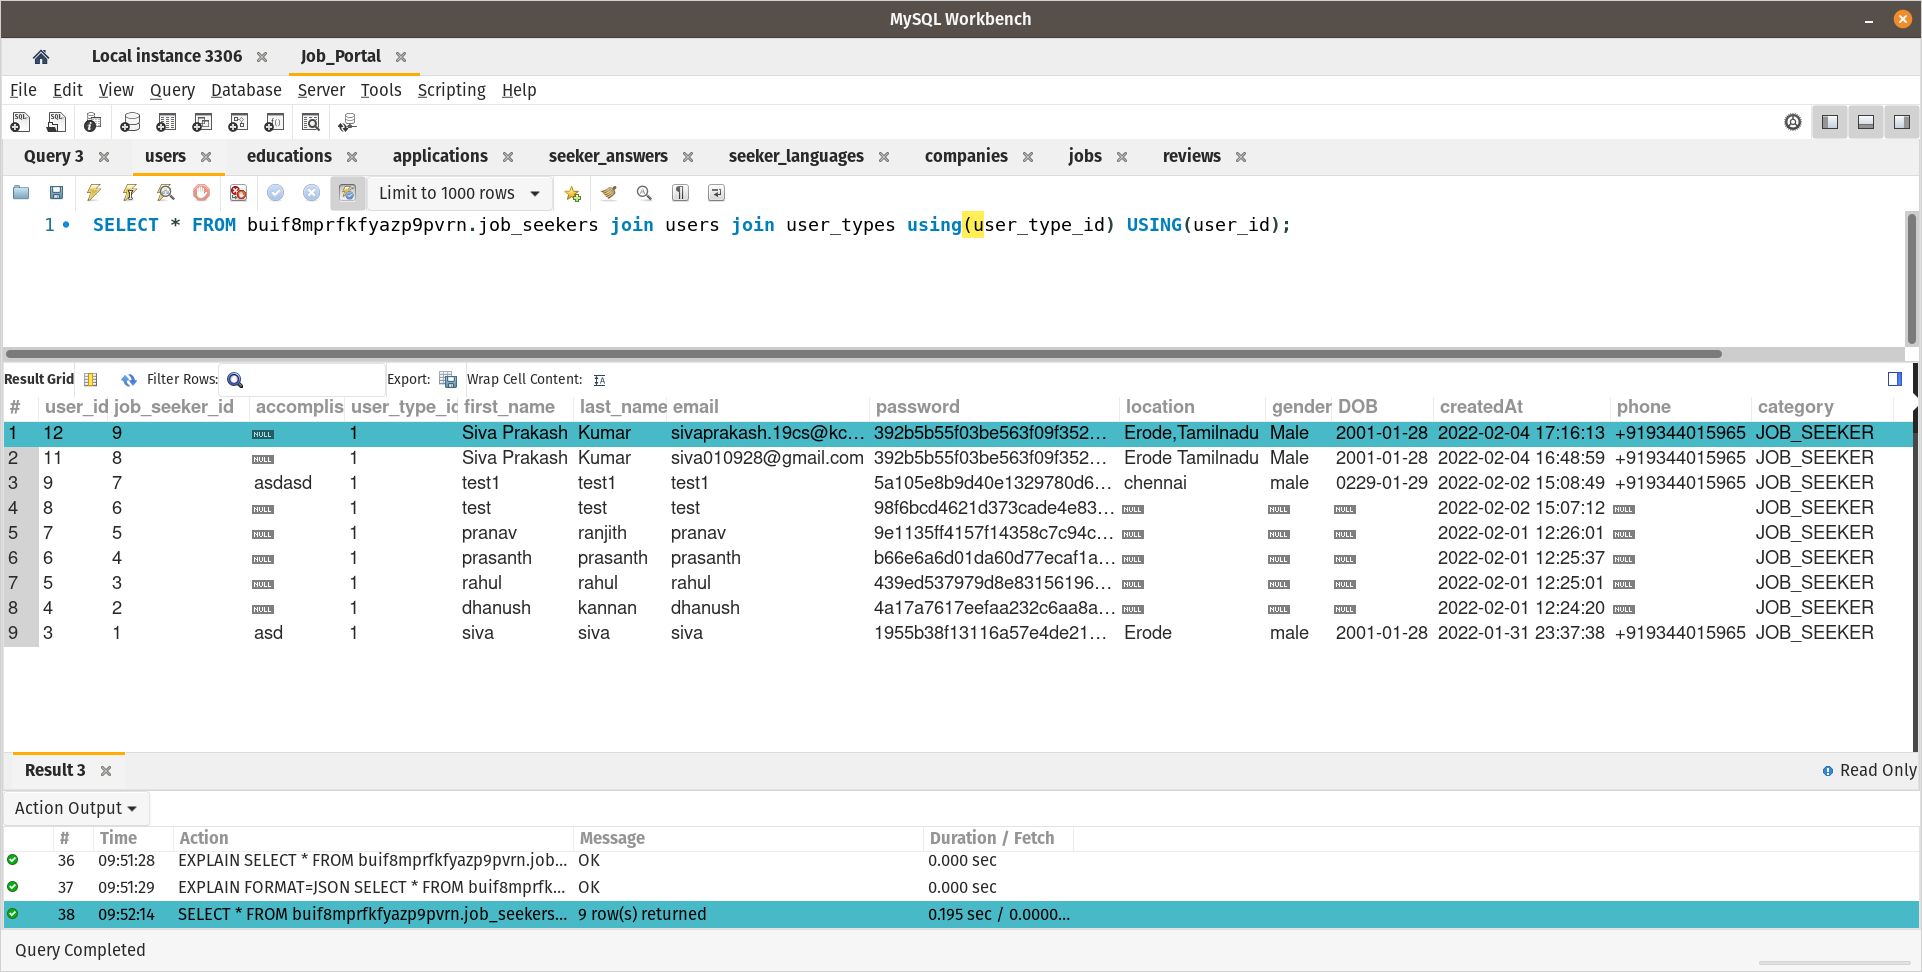 MySQL Workbench
Local instance 3306 Job_Portal
File Edit View Query Database Server Tools Scripting Help
Query 3 users educations applications seeker_answers seeker_languages companies jobs reviews
Limit to 1000 rows
1 SELECT * FROM buif8mprfkfyazp9pvrn.job_seekers join users join user_types using(user_type_id) USING(user_id);
Result Grid Filter Rows: Export: Wrap Cell Content:
# user_id job_seeker_id accomplis user_type_id first_name last_name email password location gender DOB createdAt phone category
1 12 9 NULL 1 Siva Prakash Kumar sivaprakash.19cs@kc... 392b5b55f03be563f09f352... Erode,Tamilnadu Male 2001-01-28 2022-02-04 17:16:13 +919344015965 JOB_SEEKER
2 11 8 NULL 1 Siva Prakash Kumar siva010928@gmail.com 392b5b55f03be563f09f352... Erode Tamilnadu Male 2001-01-28 2022-02-04 16:48:59 +919344015965 JOB_SEEKER
3 9 7 asdasd 1 test1 test1 test1 5a105e8b9d40e1329780d6... chennai male 0229-01-29 2022-02-02 15:08:49 +919344015965 JOB_SEEKER
4 8 6 NULL 1 test test test 98f6bcd4621d373cade4e83... NULL NULL NULL 2022-02-02 15:07:12 NULL JOB_SEEKER
5 7 5 NULL 1 pranav ranjith pranav 9e1135ff4157f14358c7c94c... NULL NULL NULL 2022-02-01 12:26:01 NULL JOB_SEEKER
6 6 4 NULL 1 prasanth prasanth prasanth b66e6a6d01da60d77ecaf1a... NULL NULL NULL 2022-02-01 12:25:37 NULL JOB_SEEKER
7 5 3 NULL 1 rahul rahul rahul 439ed537979d8e83156196... NULL NULL NULL 2022-02-01 12:25:01 NULL JOB_SEEKER
8 4 2 NULL 1 dhanush kannan dhanush 4a17a7617eefaa232c6aa8a... NULL NULL NULL 2022-02-01 12:24:20 NULL JOB_SEEKER
9 3 1 asd 1 siva siva siva 1955b38f13116a57e4de21... Erode male 2001-01-28 2022-01-31 23:37:38 +919344015965 JOB_SEEKER
Result 3 Read Only
Action Output
# Time Action Message Duration / Fetch
36 09:51:28 EXPLAIN SELECT * FROM buif8mprfkfyazp9pvrn.job... OK 0.000 sec
37 09:51:29 EXPLAIN FORMAT=JSON SELECT * FROM buif8mprfk... OK 0.000 sec
38 09:52:14 SELECT * FROM buif8mprfkfyazp9pvrn.job_seekers... 9 row(s) returned 0.195 sec / 0.0000...
Query Completed